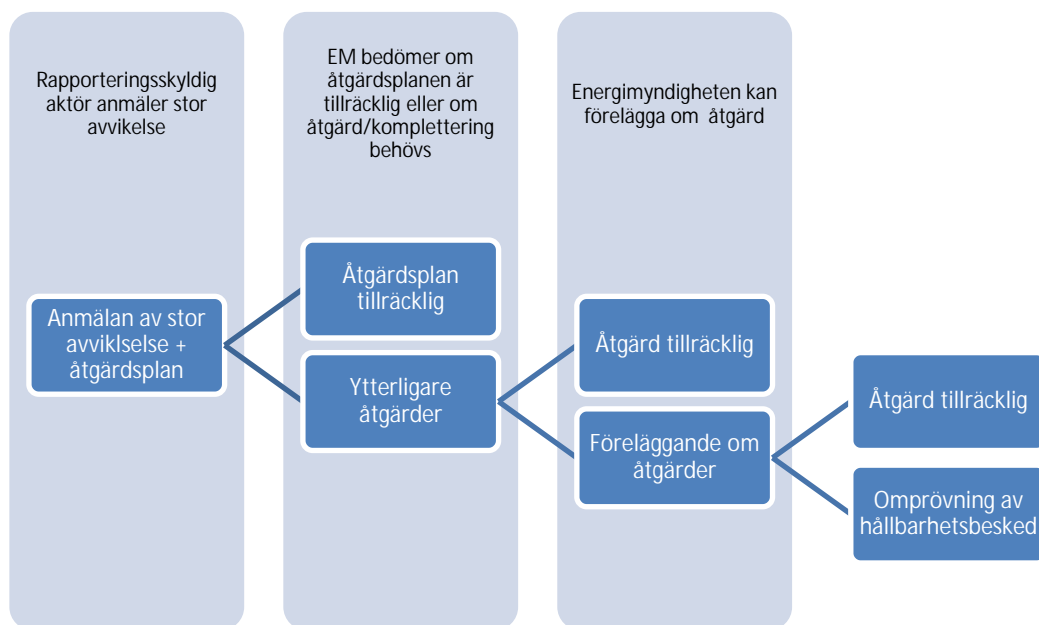 Rapporteringsskyldig
aktör anmäler stor
avvikelse
EM bedömer om
åtgärdsplanen är
tillräcklig eller om
åtgärd/komplettering
behövs
Energimyndigheten kan
förelägga om åtgärd
Anmälan av stor
avviklselse +
åtgärdsplan
Åtgärdsplan
tillräcklig
Ytterligare
åtgärder
Åtgärd tillräcklig
Föreläggande om
åtgärder
Åtgärd tillräcklig
Omprövning av
hållbarhetsbesked